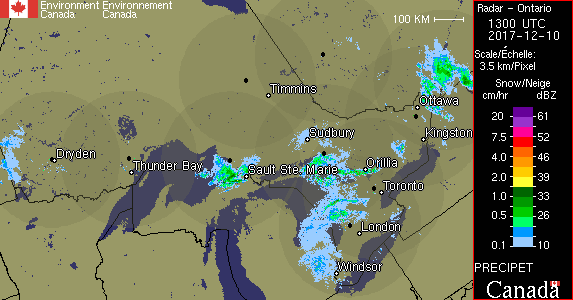 Environment Environnement
Canada Canada
100 KM
Timmins
Ottawa
Sudbury
Kingston
Dryden
Thunder Bay
Sault Ste. Marie
Orillia
Toronto
London
Windsor
Radar - Ontario
1300 UTC
2017-12-10
Scale/Échelle:
3.5 km/Pixel
Snow/Neige
cm/hr dBZ
20 61
7.5 52
4.0 46
2.0 39
1.0 33
0.5 26
0.1 10
PRECIPET
Canada